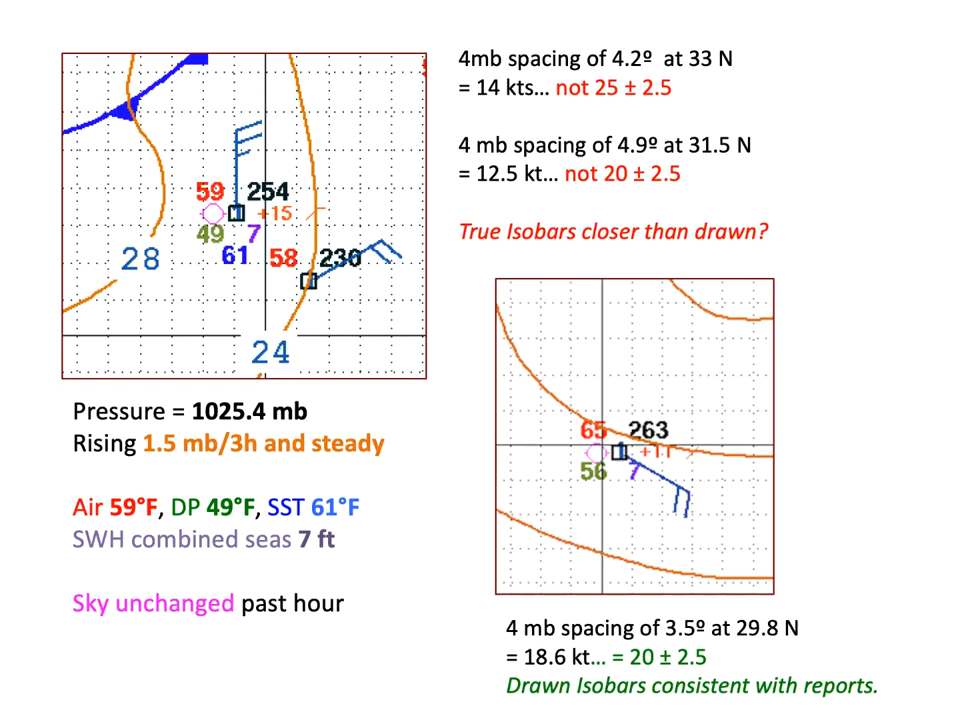 4mb spacing of 4.2º at 33 N
= 14 kts… not 25 ± 2.5
4 mb spacing of 4.9º at 31.5 N
= 12.5 kt… not 20 ± 2.5
True Isobars closer than drawn?
59 254
+15
49 7
61 58 236
28
24
Pressure = 1025.4 mb
Rising 1.5 mb/3h and steady
Air 59°F, DP 49°F, SST 61°F
SWH combined seas 7 ft
Sky unchanged past hour
65 263
+11
56 7
4 mb spacing of 3.5º at 29.8 N
= 18.6 kt… = 20 ± 2.5
Drawn Isobars consistent with reports.